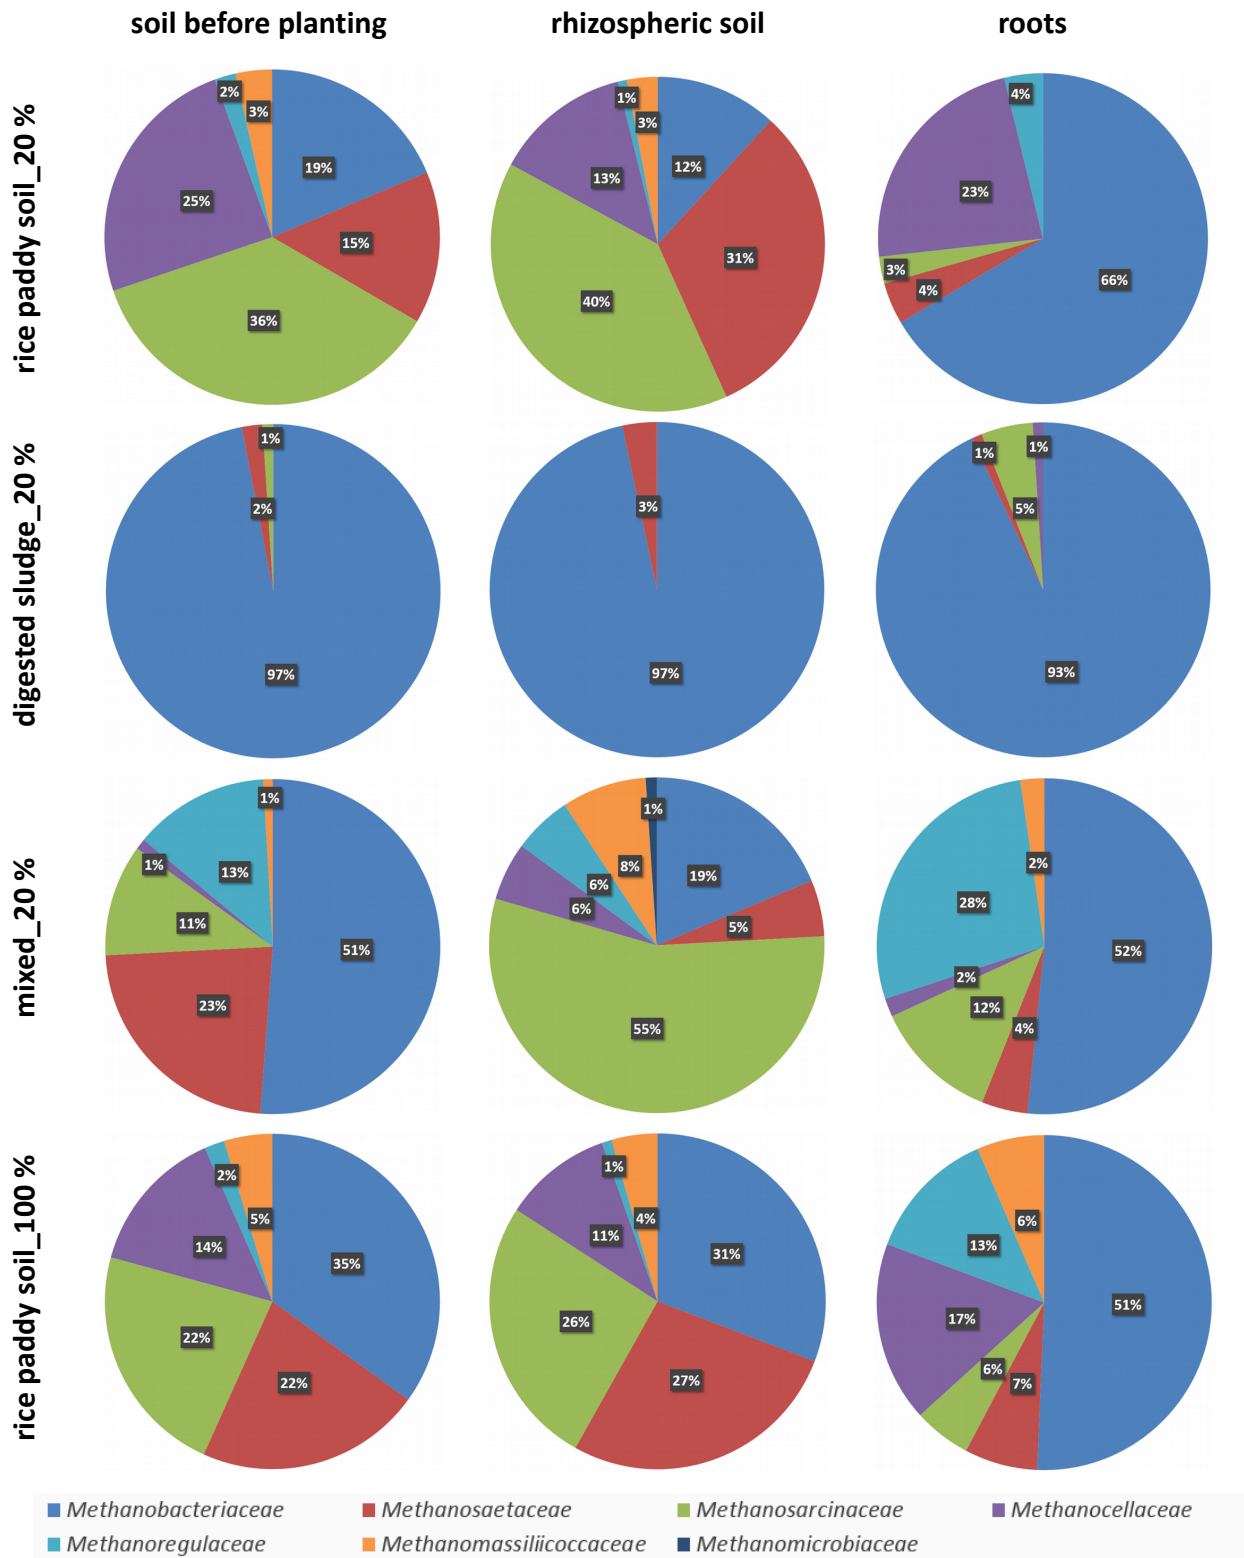 soil before planting rhizospheric soil roots
rice paddy soil_20 %
2% 3% 19% 15% 36% 25%
1% 3% 12% 31% 40% 13%
4% 66% 4% 3% 23%
digested sludge_20 %
1% 2% 97%
3% 97%
1% 1% 5% 93%
mixed_20 %
1% 51% 23% 11% 1% 13%
1% 19% 5% 55% 6% 6% 8%
2% 52% 4% 12% 2% 28%
rice paddy soil_100 %
2% 5% 35% 22% 22% 14%
1% 4% 31% 27% 26% 11%
6% 51% 7% 6% 17% 13%
Methanobacteriaceae Methanosaetaceae Methanosarcinaceae Methanocellaceae
Methanoregulaceae Methanomassiliicoccaceae Methanomicrobiaceae